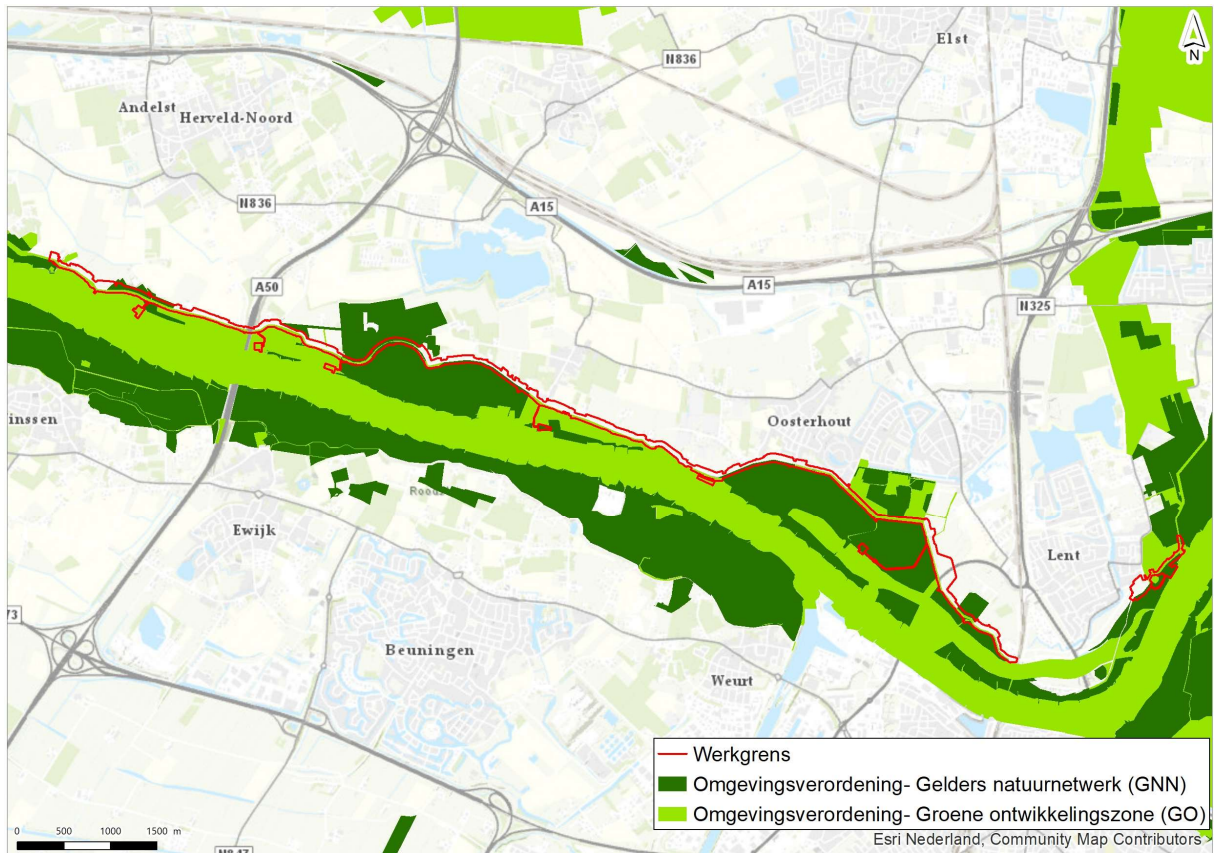 Elst
N
N836
Andelst
Herveld-Noord
N836
A15
A50
A15
N325
inssen
Oosterhout
Ewijk
Lent
73
Beuningen
Weurt
Werkgrens
Omgevingsverordening- Gelders natuurnetwerk (GNN)
Omgevingsverordening- Groene ontwikkelingszone (GO)
0 500 1000 1500 m
Esri Nederland, Community Map Contributors